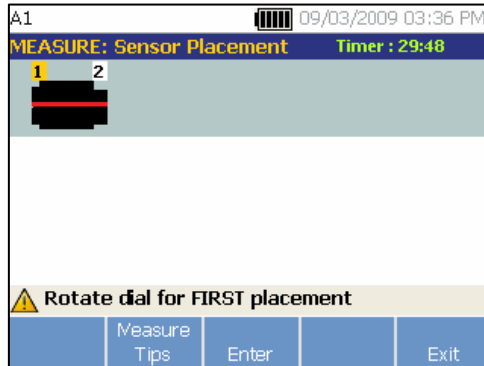 A1 09/03/2009 03:36 PM
MEASURE: Sensor Placement Timer : 29:48
1 2
Rotate dial for FIRST placement
Measure Tips Enter Exit